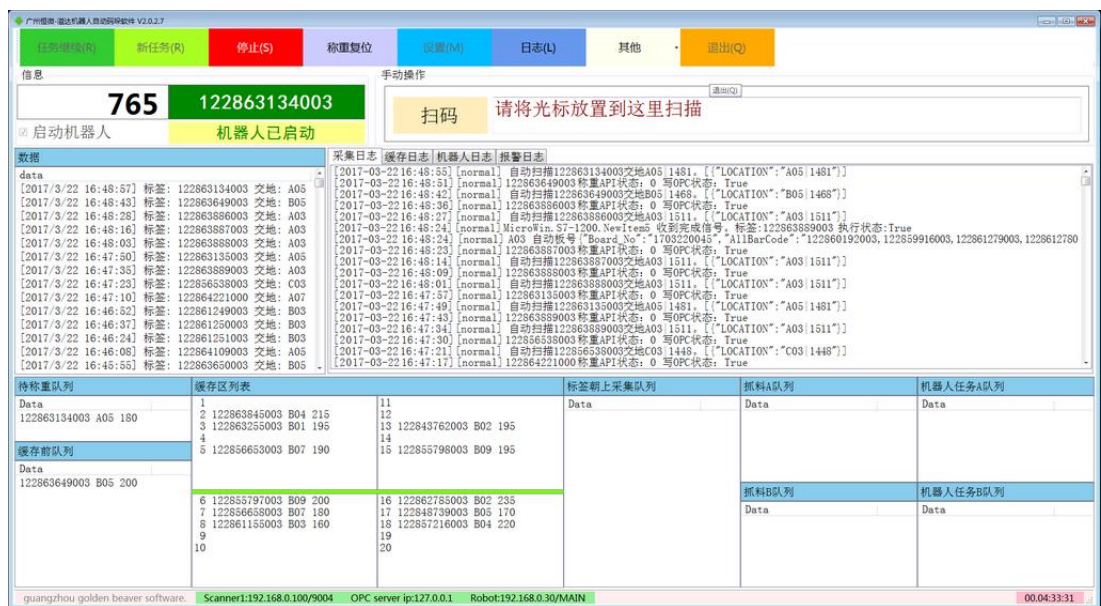 广州恒微-溢达机器人自动码垛软件 V2.0.2.7
任务继续(R) 新任务(R) 停止(S) 称重复位 设置(M) 日志(L) 其他 退出(Q)
信息
手动操作
退出(Q)
765 122863134003
启动机器人 机器人已启动
扫码 请将光标放置到这里扫描
数据
data
[2017/3/22 16:48:57] 标签: 122863134003 交地: A05
[2017/3/22 16:48:43] 标签: 122863649003 交地: B05
[2017/3/22 16:48:28] 标签: 122863886003 交地: A03
[2017/3/22 16:48:16] 标签: 122863887003 交地: A03
[2017/3/22 16:48:03] 标签: 122863888003 交地: A03
[2017/3/22 16:47:50] 标签: 122863135003 交地: A05
[2017/3/22 16:47:35] 标签: 122863889003 交地: A03
[2017/3/22 16:47:23] 标签: 122856538003 交地: C03
[2017/3/22 16:47:10] 标签: 122864221000 交地: A07
[2017/3/22 16:46:52] 标签: 122861249003 交地: B03
[2017/3/22 16:46:37] 标签: 122861250003 交地: B03
[2017/3/22 16:46:24] 标签: 122861251003 交地: B03
[2017/3/22 16:46:08] 标签: 122864109003 交地: A05
[2017/3/22 16:45:55] 标签: 122863650003 交地: B05
采集日志 缓存日志 机器人日志 报警日志
[2017-03-22 16:48:55] [normal] 自动扫描122863134003交地A05|1481。[{"LOCATION":"A05|1481"}]
[2017-03-22 16:48:51] [normal] 122863649003称重API状态: 0 写OPC状态: True
[2017-03-22 16:48:42] [normal] 自动扫描122863649003交地B05|1468。[{"LOCATION":"B05|1468"}]
[2017-03-22 16:48:36] [normal] 122863886003称重API状态: 0 写OPC状态: True
[2017-03-22 16:48:27] [normal] 自动扫描122863886003交地A03|1511。[{"LOCATION":"A03|1511"}]
[2017-03-22 16:48:24] [normal] MicroWin.S7-1200.NewItem5 收到完成信号。标签:122863889003 执行状态:True
[2017-03-22 16:48:24] [normal] A03 自动板号{"Board_No":"1703220045","AllBarCode":"122860192003,122859916003,122861279003,122861280
[2017-03-22 16:48:23] [normal] 122863887003称重API状态: 0 写OPC状态: True
[2017-03-22 16:48:14] [normal] 自动扫描122863887003交地A03|1511。[{"LOCATION":"A03|1511"}]
[2017-03-22 16:48:09] [normal] 122863888003称重API状态: 0 写OPC状态: True
[2017-03-22 16:48:01] [normal] 自动扫描122863888003交地A03|1511。[{"LOCATION":"A03|1511"}]
[2017-03-22 16:47:57] [normal] 122863135003称重API状态: 0 写OPC状态: True
[2017-03-22 16:47:49] [normal] 自动扫描122863135003交地A05|1481。[{"LOCATION":"A05|1481"}]
[2017-03-22 16:47:43] [normal] 122863889003称重API状态: 0 写OPC状态: True
[2017-03-22 16:47:34] [normal] 自动扫描122863889003交地A03|1511。[{"LOCATION":"A03|1511"}]
[2017-03-22 16:47:30] [normal] 122856538003称重API状态: 0 写OPC状态: True
[2017-03-22 16:47:21] [normal] 自动扫描122856538003交地C03|1448。[{"LOCATION":"C03|1448"}]
[2017-03-22 16:47:17] [normal] 122864221000称重API状态: 0 写OPC状态: True
待称重队列
Data
122863134003 A05 180
缓存前队列
Data
122863649003 B05 200
缓存区列表
1
2 122863845003 B04 215
3 122863255003 B01 195
4
5 122856653003 B07 190
11
12
13 122843762003 B02 195
14
15 122855798003 B09 195
6 122855797003 B09 200
7 122856658003 B07 180
8 122861155003 B03 160
9
10
16 122862785003 B02 235
17 122848739003 B05 170
18 122857216003 B04 220
19
20
标签朝上采集队列
Data
抓料A队列
Data
机器人任务A队列
Data
抓料B队列
Data
机器人任务B队列
Data
guangzhou golden beaver software. Scanner1:192.168.0.100/9004 OPC server ip:127.0.0.1 Robot:192.168.0.30/MAIN 00.04:33:31